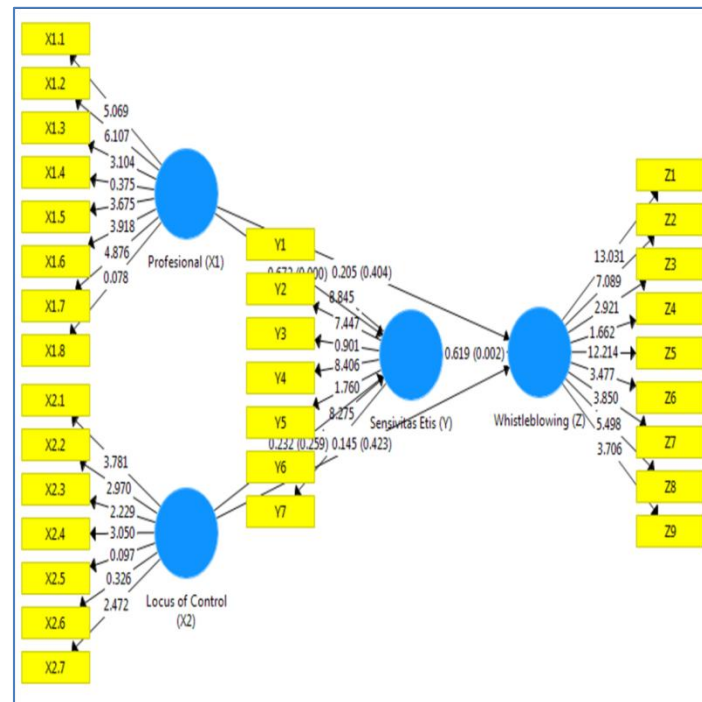 X1.1
X1.2
X1.3
X1.4
X1.5
X1.6
X1.7
X1.8
5.069
6.107
3.104
0.375
3.675
3.918
4.876
0.078
Profesional (X1)
X2.1
X2.2
X2.3
X2.4
X2.5
X2.6
X2.7
3.781
2.970
2.229
3.050
0.097
0.326
2.472
Locus of Control
(X2)
Y1
Y2
Y3
Y4
Y5
Y6
Y7
0.672 (0.000)
0.205 (0.404)
8.845
7.447
0.901
8.406
1.760
8.275
0.232 (0.259)
0.145 (0.423)
Sensivitas Etis (Y)
0.619 (0.002)
Whistleblowing (Z)
13.031
7.089
2.921
1.662
12.214
3.477
3.850
5.498
3.706
Z1
Z2
Z3
Z4
Z5
Z6
Z7
Z8
Z9